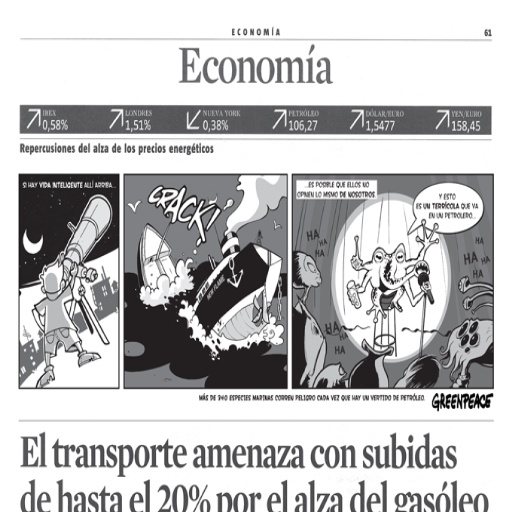 ECONOMÍA
61
Economía
IBEX
0,58%
LONDRES
1,51%
NUEVA YORK
0,38%
PETRÓLEO
106,27
DÓLAR/EURO
1,5477
YEN/EURO
158,45
Repercusiones del alza de los precios energéticos
SI HAY VIDA INTELIGENTE ALLÍ ARRIBA...
CRACK!
...ES POSIBLE QUE ELLOS NO
OPINEN LO MISMO DE NOSOTROS.
Y ESTO
ES UN TERRÍCOLA QUE VA
EN UN PETROLERO...
HA
HA
HA
HA
HA
HA
HA
HA
HA
HA
MÁS DE 340 ESPECIES MARINAS CORREN PELIGRO CADA VEZ QUE HAY UN VERTIDO DE PETRÓLEO.
GREENPEACE
El transporte amenaza con subidas
de hasta el 20% por el alza del gasóleo